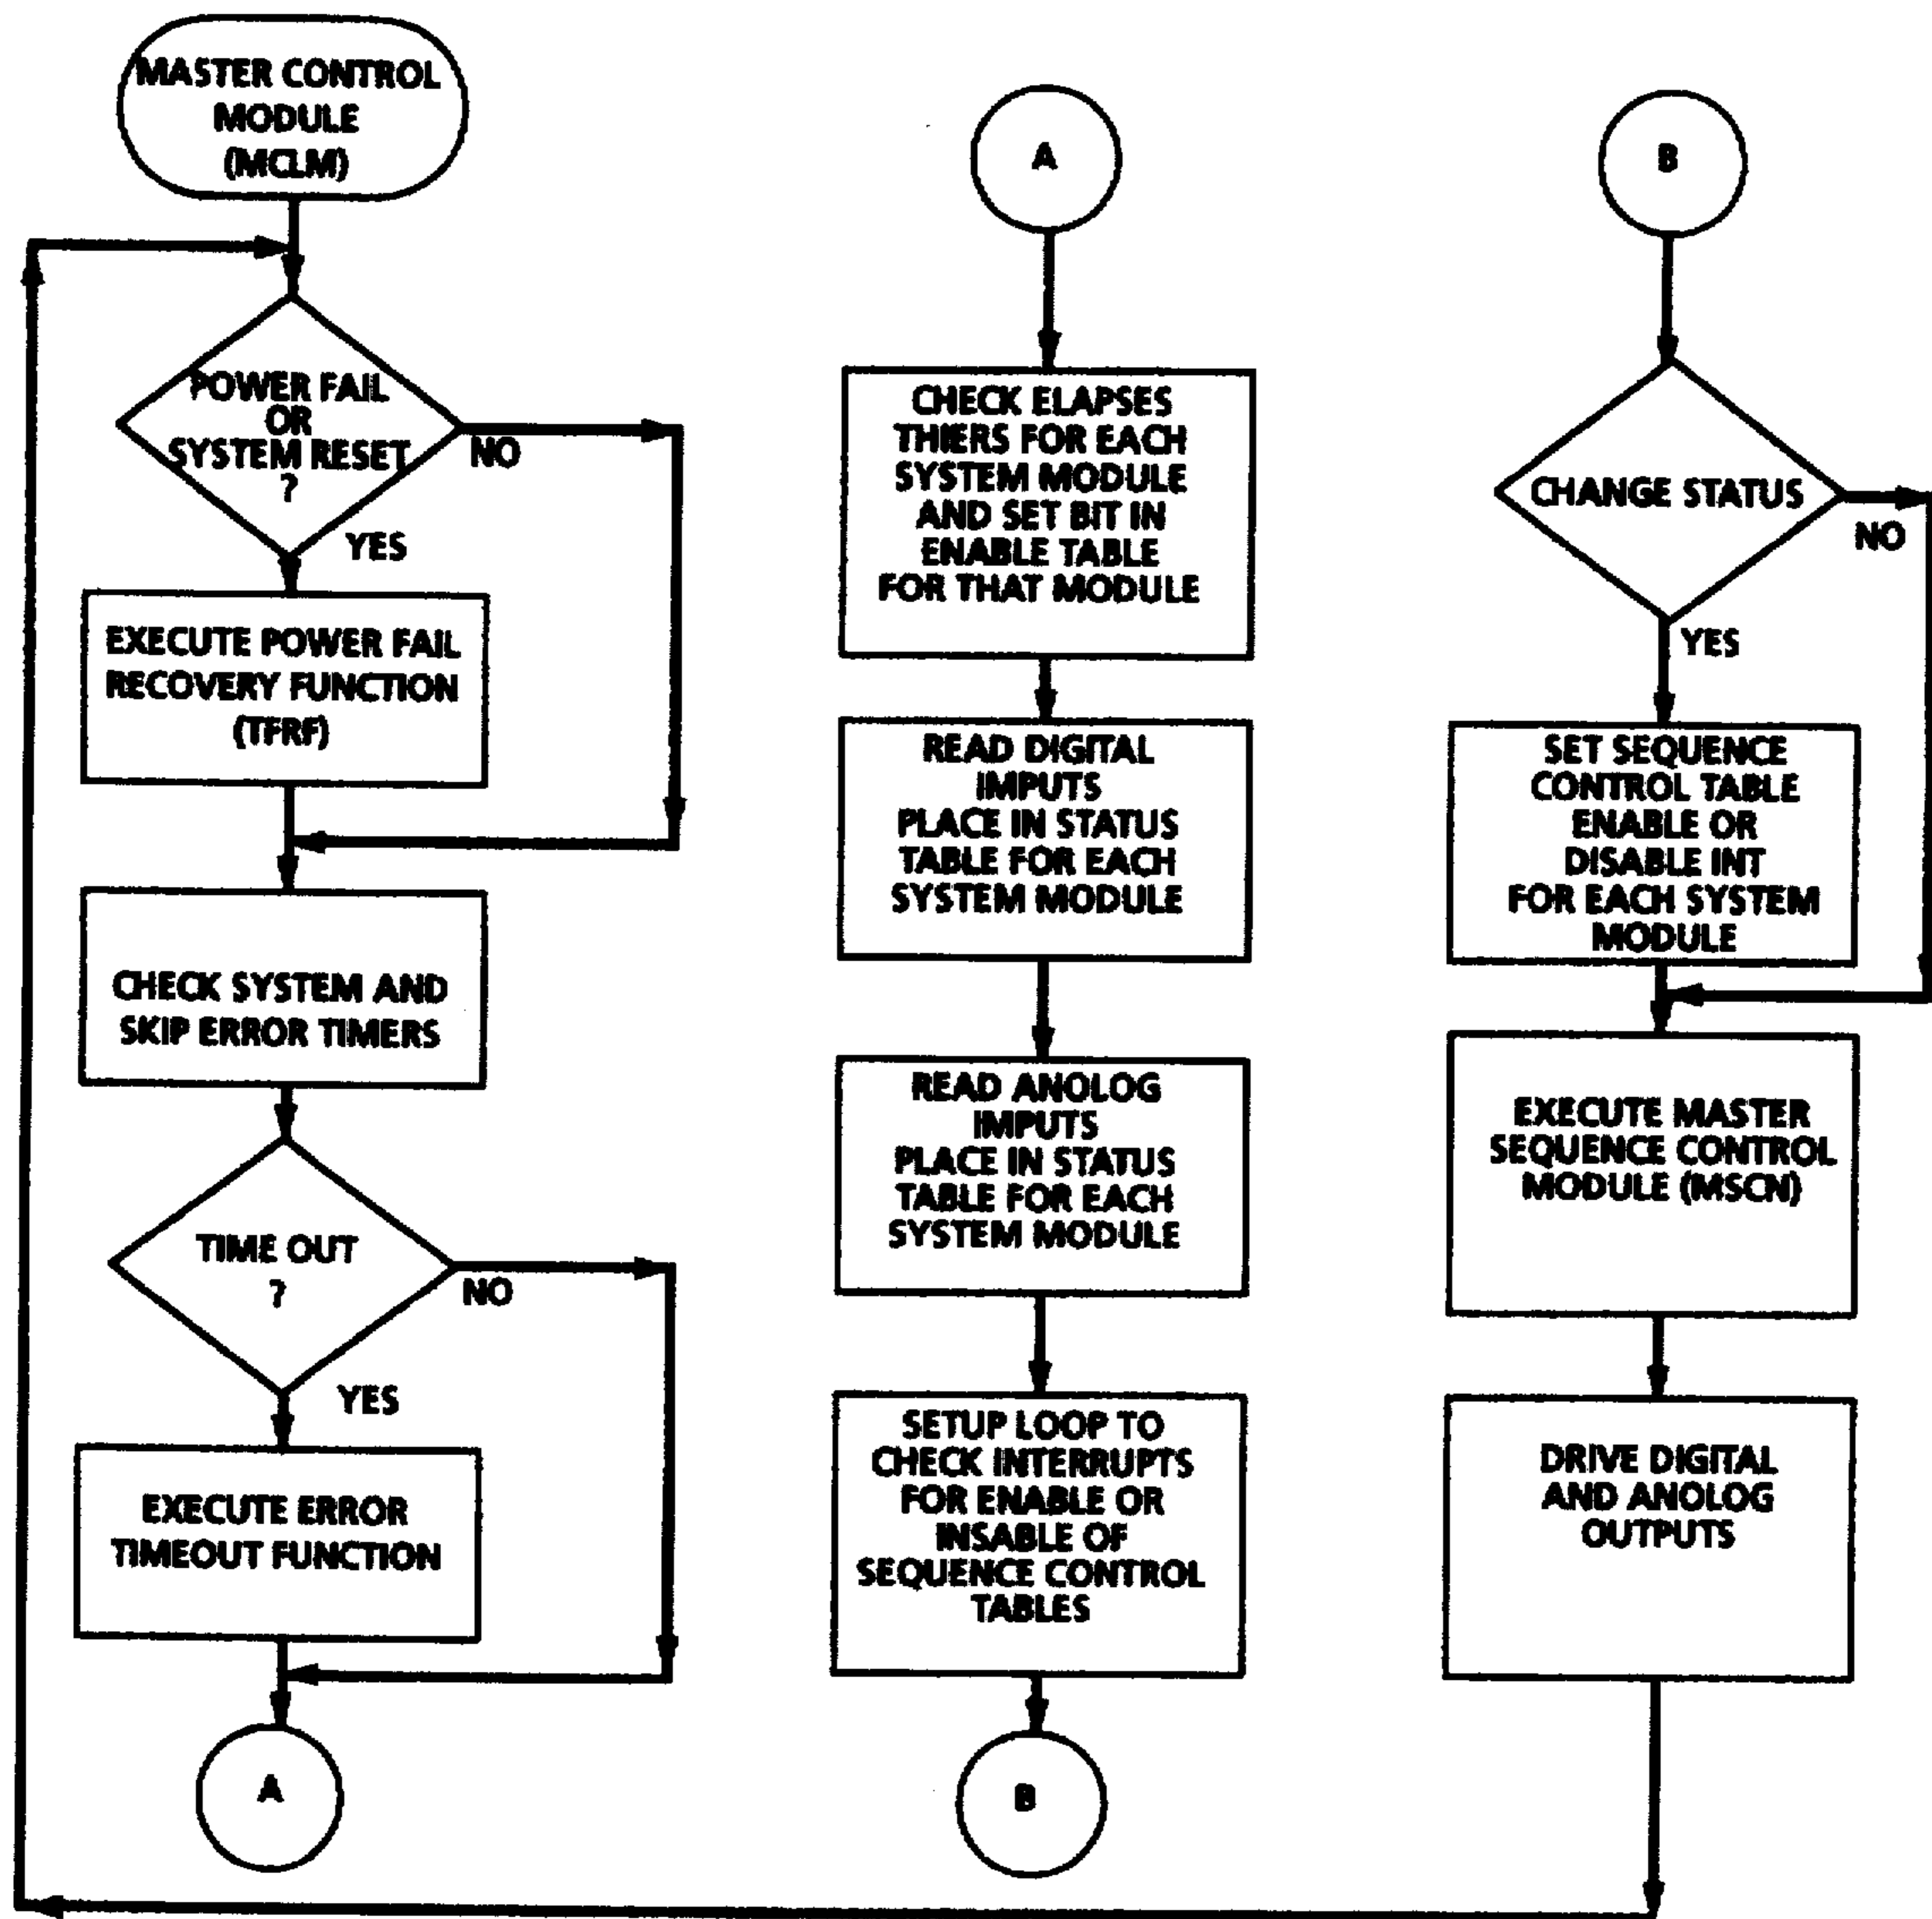 MASTER CONTROL
MODULE
(MCLM)
POWER FAIL
OR
SYSTEM RESET
?
NO
YES
EXECUTE POWER FAIL
RECOVERY FUNCTION
(TFRF)
CHECK SYSTEM AND
SKIP ERROR TIMERS
TIME OUT
?
NO
YES
EXECUTE ERROR
TIMEOUT FUNCTION
A
A
CHECK ELAPSES
THIERS FOR EACH
SYSTEM MODULE
AND SET BIT IN
ENABLE TABLE
FOR THAT MODULE
READ DIGITAL
IMPUTS
PLACE IN STATUS
TABLE FOR EACH
SYSTEM MODULE
READ ANOLOG
IMPUTS
PLACE IN STATUS
TABLE FOR EACH
SYSTEM MODULE
SETUP LOOP TO
CHECK INTERRUPTS
FOR ENABLE OR
INSABLE OF
SEQUENCE CONTROL
TABLES
B
B
CHANGE STATUS
NO
YES
SET SEQUENCE
CONTROL TABLE
ENABLE OR
DISABLE INT
FOR EACH SYSTEM
MODULE
EXECUTE MASTER
SEQUENCE CONTROL
MODULE (MSCN)
DRIVE DIGITAL
AND ANOLOG
OUTPUTS